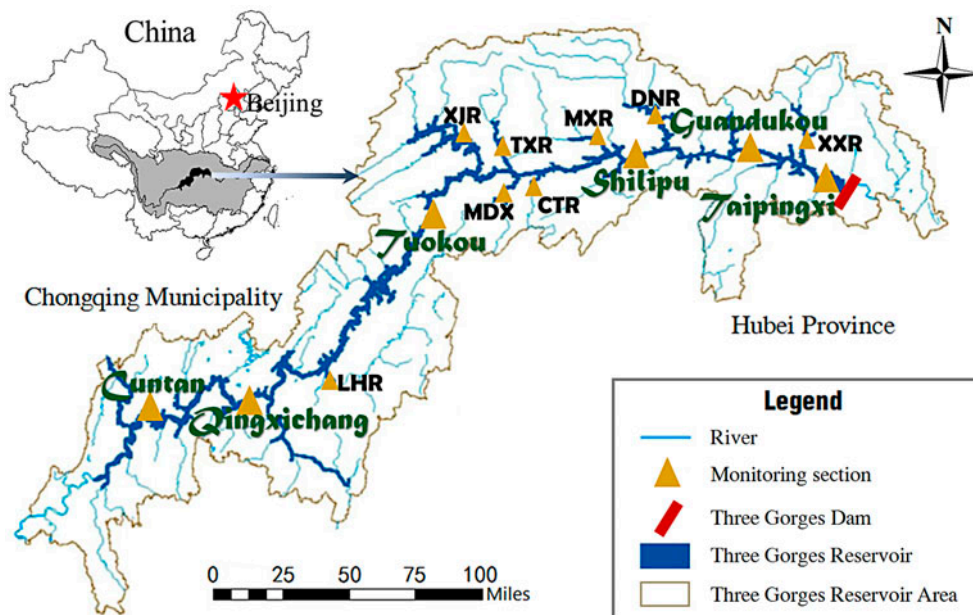 China
Beijing
N
XJR
TXR
MXR
DNR
Guandukou
XXR
Shilipu
MDX
CTR
Taipingxi
Tuokou
Chongqing Municipality
Hubei Province
Cuntan
Qingxichang
LHR
Legend
River
Monitoring section
Three Gorges Dam
Three Gorges Reservoir
Three Gorges Reservoir Area
0 25 50 75 100
Miles